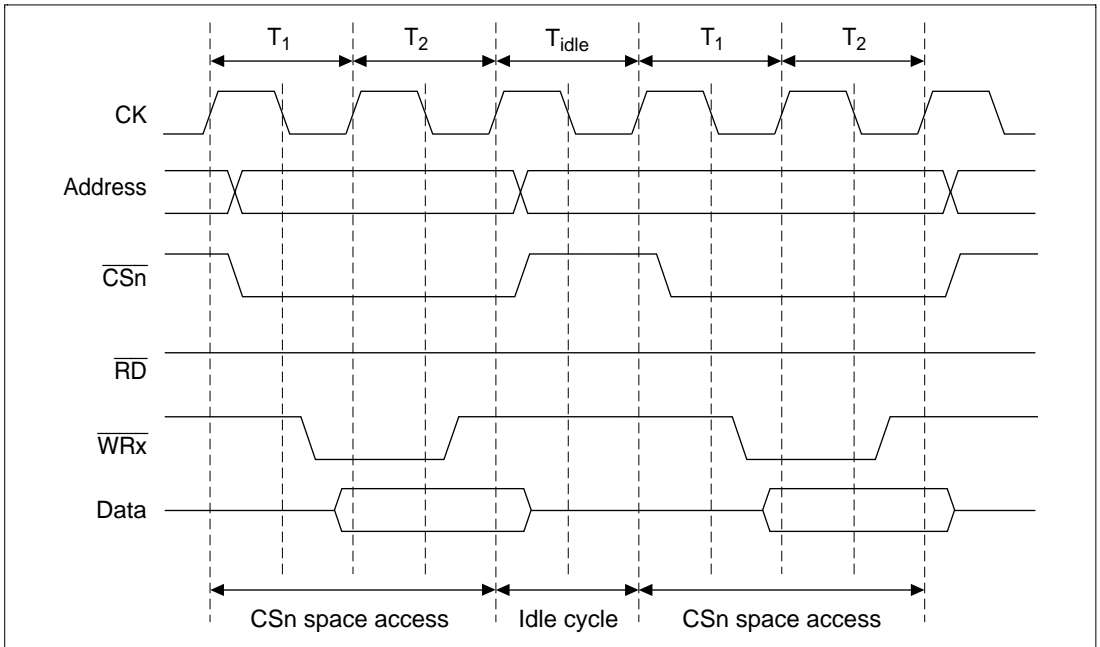 T1 T2 Tidle T1 T2
CK
Address
CSn
RD
WRx
Data
CSn space access Idle cycle CSn space access